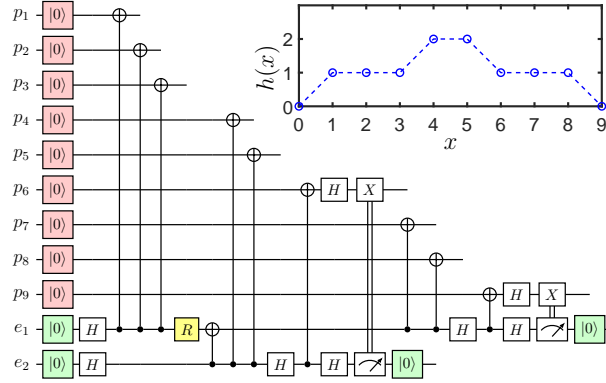 p₁ |0⟩
p₂ |0⟩
p₃ |0⟩
p₄ |0⟩
p₅ |0⟩
p₆ |0⟩ H X
p₇ |0⟩
p₈ |0⟩
p₉ |0⟩ H X
e₁ |0⟩ H R H H |0⟩
e₂ |0⟩ H H H |0⟩
h(x)
2
1
0
0 1 2 3 4 5 6 7 8 9
x